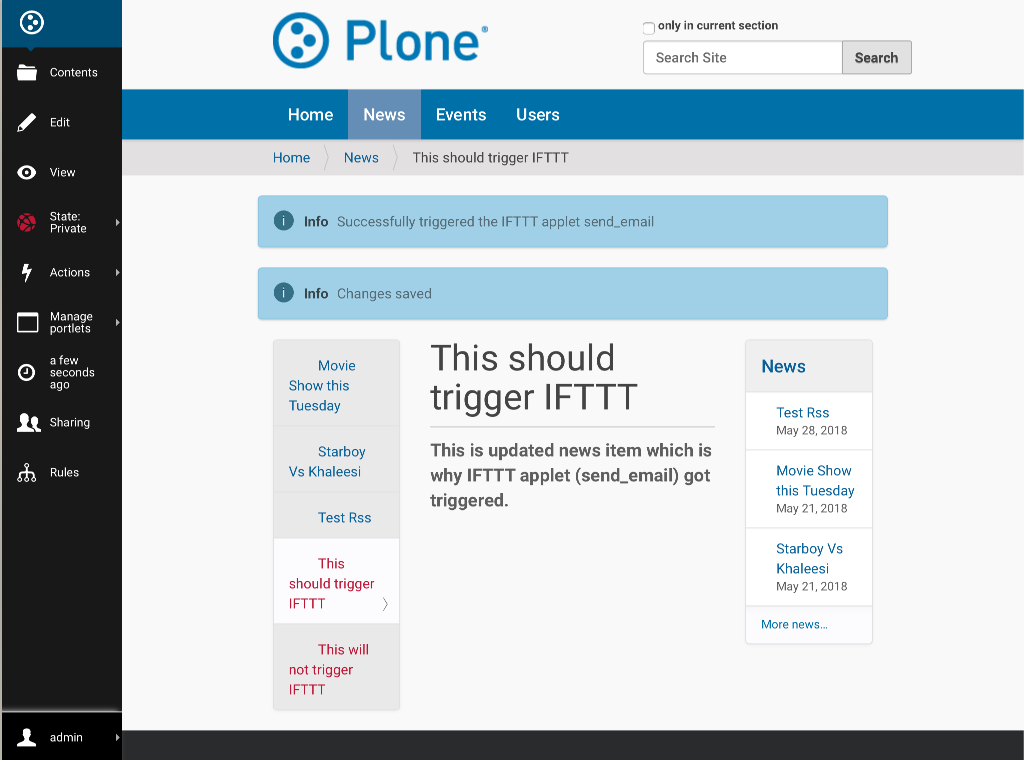 Contents
Edit
View
State:
Private
Actions
Manage
portlets
a few
seconds
ago
Sharing
Rules
admin
Plone®
only in current section
Search Site
Search
Home
News
Events
Users
Home
News
This should trigger IFTTT
Info Successfully triggered the IFTTT applet send_email
Info Changes saved
Movie
Show this
Tuesday
Starboy
Vs Khaleesi
Test Rss
This
should trigger
IFTTT
This will
not trigger
IFTTT
This should
trigger IFTTT
This is updated news item which is
why IFTTT applet (send_email) got
triggered.
News
Test Rss
May 28, 2018
Movie Show
this Tuesday
May 21, 2018
Starboy Vs
Khaleesi
May 21, 2018
More news…